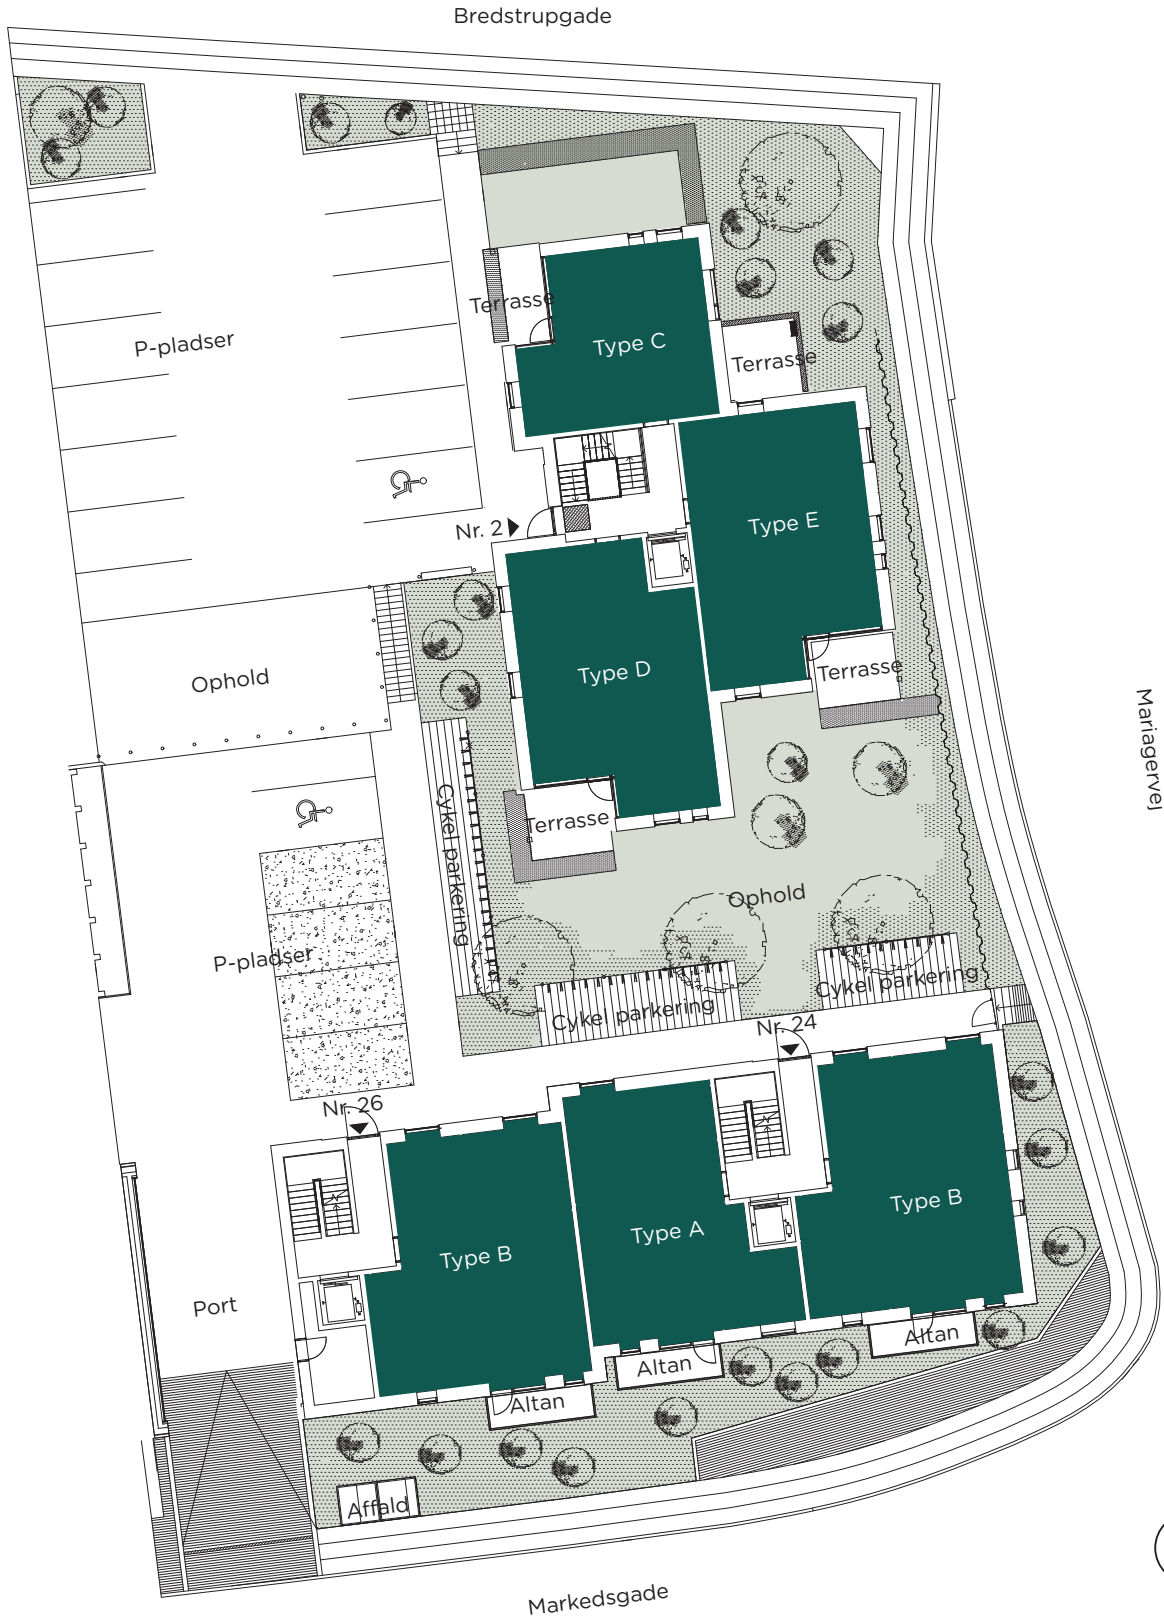 Bredstrupgade
Terrasse
P-pladser
Type C
Terrasse
Nr. 2
Type E
Ophold
Type D
Terrasse
Mariagervej
Cykel parkering
Terrasse
Ophold
P-pladser
Cykel parkering
Cykel parkering
Nr. 24
Nr. 26
Type B
Type A
Type B
Port
Altan
Altan
Altan
Affald
Markedsgade